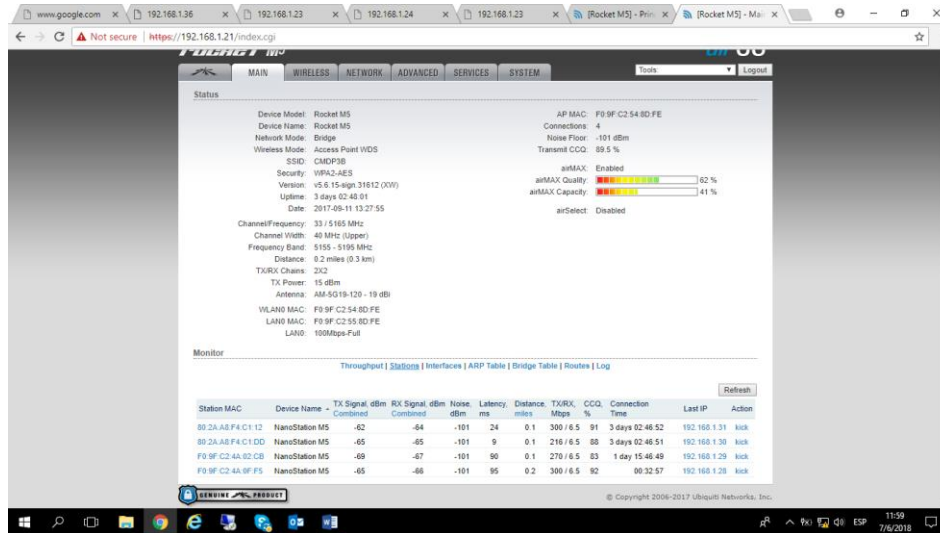 www.google.com
192.168.1.36
192.168.1.23
192.168.1.24
192.168.1.23
[Rocket M5] - Prin
[Rocket M5] - Mai
Not secure | https://192.168.1.21/index.cgi
MAIN WIRELESS NETWORK ADVANCED SERVICES SYSTEM Tools: Logout
Status
Device Model: Rocket M5
Device Name: Rocket M5
Network Mode: Bridge
Wireless Mode: Access Point WDS
SSID: CMDP3B
Security: WPA2-AES
Version: v5.6.15-sign.31612 (XW)
Uptime: 3 days 02:48:01
Date: 2017-09-11 13:27:55
Channel/Frequency: 33 / 5165 MHz
Channel Width: 40 MHz (Upper)
Frequency Band: 5155 - 5195 MHz
Distance: 0.2 miles (0.3 km)
TX/RX Chains: 2X2
TX Power: 15 dBm
Antenna: AM-5G19-120 - 19 dBi
WLAN0 MAC: F0:9F:C2:54:8D:FE
LAN0 MAC: F0:9F:C2:55:8D:FE
LAN0: 100Mbps-Full
AP MAC: F0:9F:C2:54:8D:FE
Connections: 4
Noise Floor: -101 dBm
Transmit CCQ: 89.5 %
airMAX: Enabled
airMAX Quality: 62 %
airMAX Capacity: 41 %
airSelect: Disabled
Monitor
Throughput | Stations | Interfaces | ARP Table | Bridge Table | Routes | Log
Refresh
Station MAC Device Name TX Signal, dBm Combined RX Signal, dBm Combined Noise, dBm Latency, ms Distance, miles TX/RX, Mbps CCQ, % Connection Time Last IP Action
80:2A:A8:F4:C1:12 NanoStation M5 -62 -64 -101 24 0.1 300 / 6.5 91 3 days 02:46:52 192.168.1.31 kick
80:2A:A8:F4:C1:DD NanoStation M5 -65 -65 -101 9 0.1 216 / 6.5 88 3 days 02:46:51 192.168.1.30 kick
F0:9F:C2:4A:02:CB NanoStation M5 -69 -67 -101 90 0.1 270 / 6.5 83 1 day 15:46:49 192.168.1.29 kick
F0:9F:C2:4A:0F:F5 NanoStation M5 -65 -66 -101 95 0.2 300 / 6.5 92 00:32:57 192.168.1.28 kick
GENUINE PRODUCT
© Copyright 2006-2017 Ubiquiti Networks, Inc.
ESP
11:59
7/6/2018